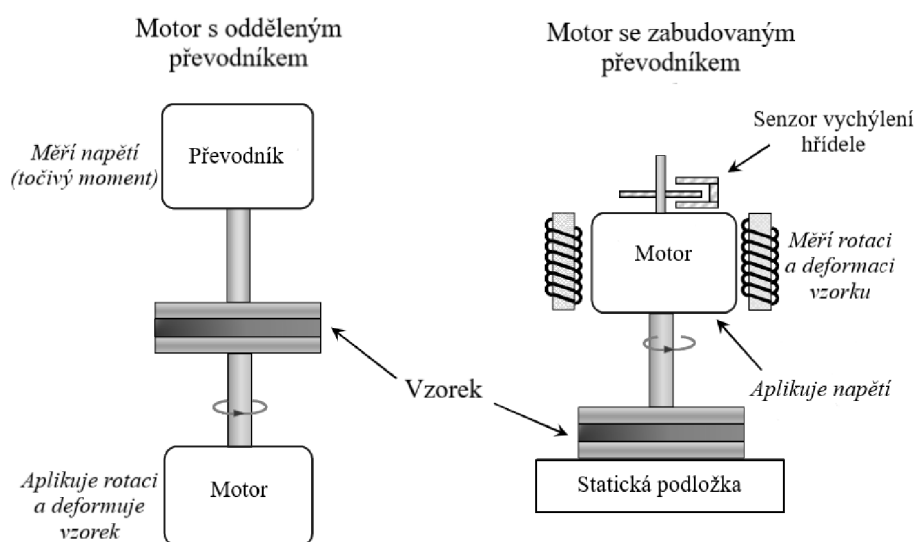 Motor s odděleným
převodníkem
Měří napětí
(točivý moment)
Převodník
Aplikuje rotaci
a deformuje
vzorek
Motor
Vzorek
Motor se zabudovaným
převodníkem
Senzor vychýlení
hřídele
Motor
Měří rotaci
a deformaci
vzorku
Aplikuje napětí
Statická podložka